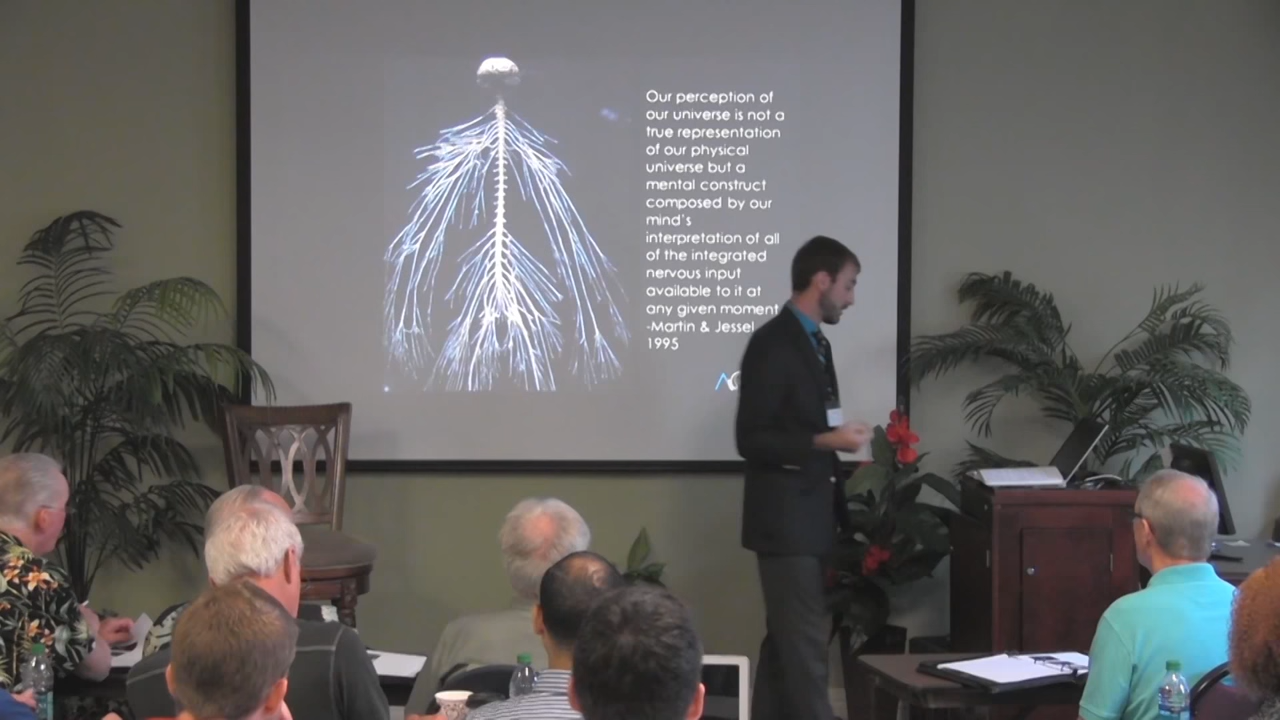 Our perception of
our universe is not a
true representation
of our physical
universe but a
mental construct
composed by our
mind's
interpretation of all
of the integrated
nervous input
available to it at
any given moment
-Martin & Jessel
1995